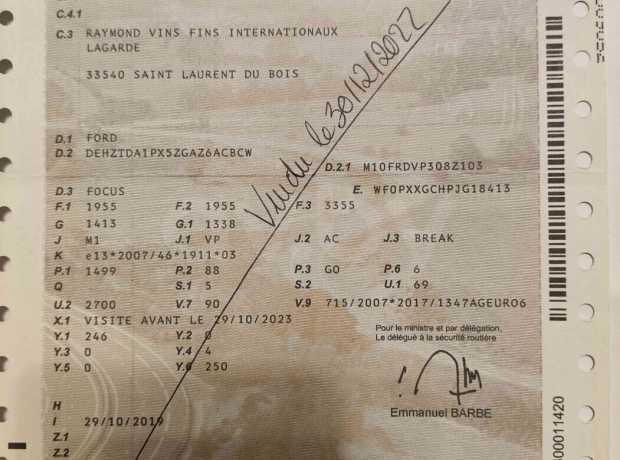 C.4.1
C.3 RAYMOND VINS FINS INTERNATIONAUX
LAGARDE
33540 SAINT LAURENT DU BOIS
Vendu le 30/12/2022
D.1 FORD
D.2 DEHZTDA1PX5ZGAZ6ACBCW
D.2.1 M10FRDVP308Z103
D.3 FOCUS
E. WF0PXXGCHPJG18413
F.1 1955 F.2 1955 F.3 3355
G 1413 G.1 1338
J M1 J.1 VP J.2 AC J.3 BREAK
K e13*2007/46*1911*03
P.1 1499 P.2 88 P.3 GO P.6 6
Q S.1 5 S.2 U.1 69
U.2 2700 V.7 90 V.9 715/2007*2017/1347AGEURO6
X.1 VISITE AVANT LE 29/10/2023
Y.1 246 Y.2 0
Y.3 0 Y.4 4
Y.5 0 Y.6 250
Pour le ministre et par délégation,
Le délégué à la sécurité routière
Emmanuel BARBE
H
I 29/10/2019
Z.1
Z.2